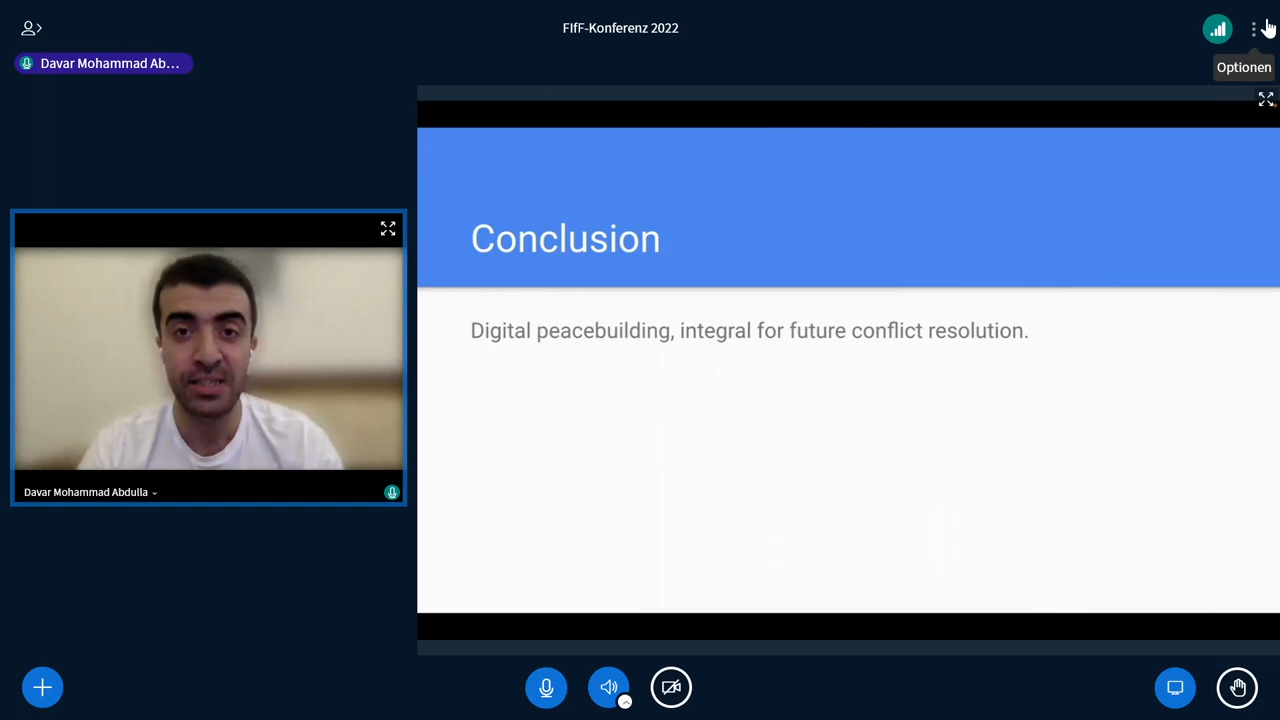 FIfF-Konferenz 2022
Davar Mohammad Ab...
Optionen
Conclusion
Digital peacebuilding, integral for future conflict resolution.
Davar Mohammad Abdulla